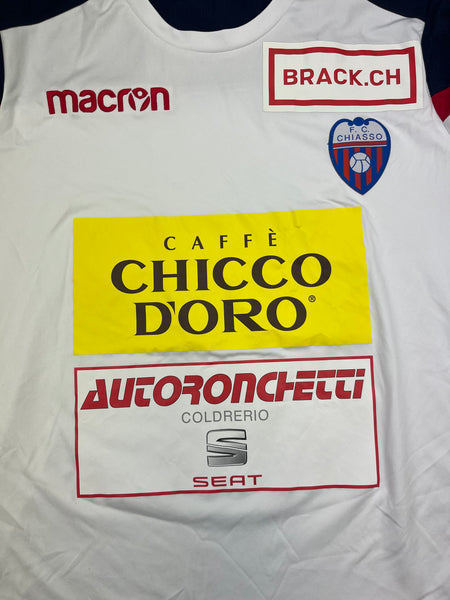 BRACK.CH
macron
F. C.
CHIASSO
CAFFÈ
CHICCO
D'ORO®
AUTORONCHETTI
COLDRERIO
SEAT